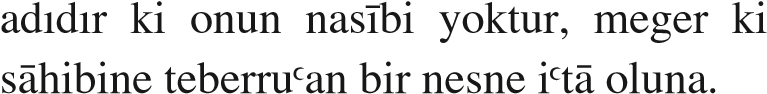 adıdır ki onun nasībi yoktur, meger ki
sāhibine teberruᶜan bir nesne iᶜtā oluna.